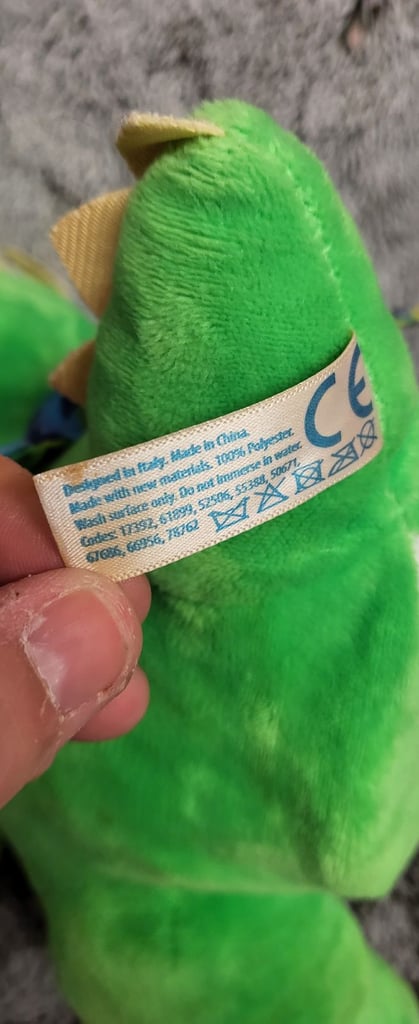 Designed in Italy. Made in China.
Made with new materials. 100% Polyester.
Wash surface only. Do not immerse in water.
Codes: 17392, 61899, 52506, 55388, 50671,
67686, 66956, 78762
CE